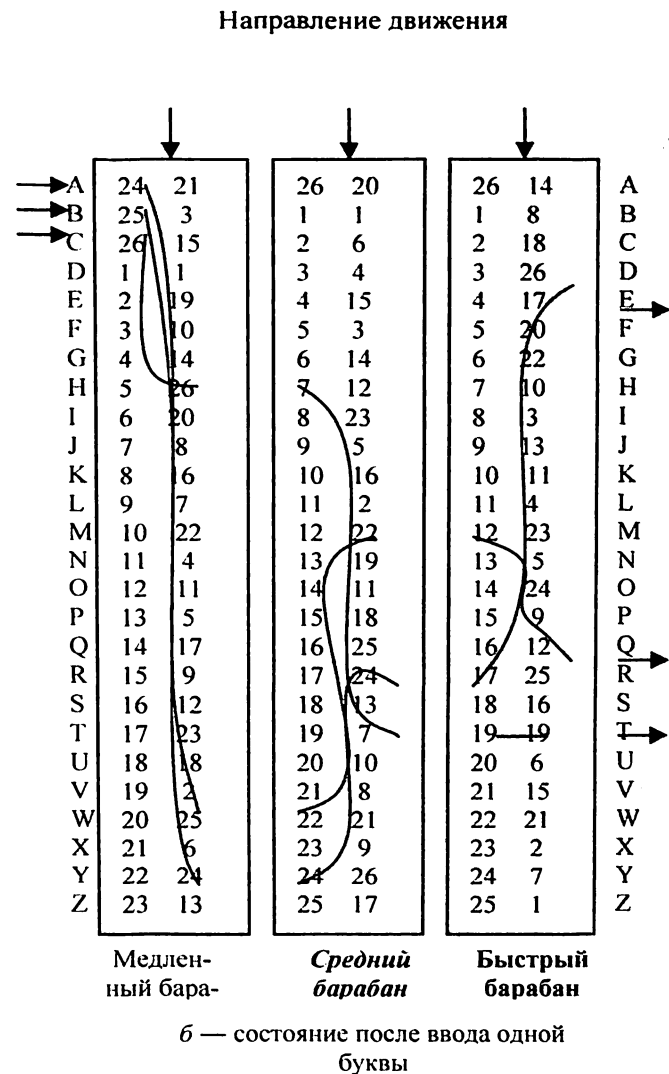 Направление движения
A 24 21 26 20 26 14 A
B 25 3 1 1 1 8 B
C 26 15 2 6 2 18 C
D 1 1 3 4 3 26 D
E 2 19 4 15 4 17 E
F 3 10 5 3 5 20 F
G 4 14 6 14 6 22 G
H 5 26 7 12 7 10 H
I 6 20 8 23 8 3 I
J 7 8 9 5 9 13 J
K 8 16 10 16 10 11 K
L 9 7 11 2 11 4 L
M 10 22 12 22 12 23 M
N 11 4 13 19 13 5 N
O 12 11 14 11 14 24 O
P 13 5 15 18 15 9 P
Q 14 17 16 25 16 12 Q
R 15 9 17 24 17 25 R
S 16 12 18 13 18 16 S
T 17 23 19 7 19 19 T
U 18 18 20 10 20 6 U
V 19 2 21 8 21 15 V
W 20 25 22 21 22 21 W
X 21 6 23 9 23 2 X
Y 22 24 24 26 24 7 Y
Z 23 13 25 17 25 1 Z
Медлен- Средний Быстрый
ный бара- барабан барабан
б — состояние после ввода одной
буквы